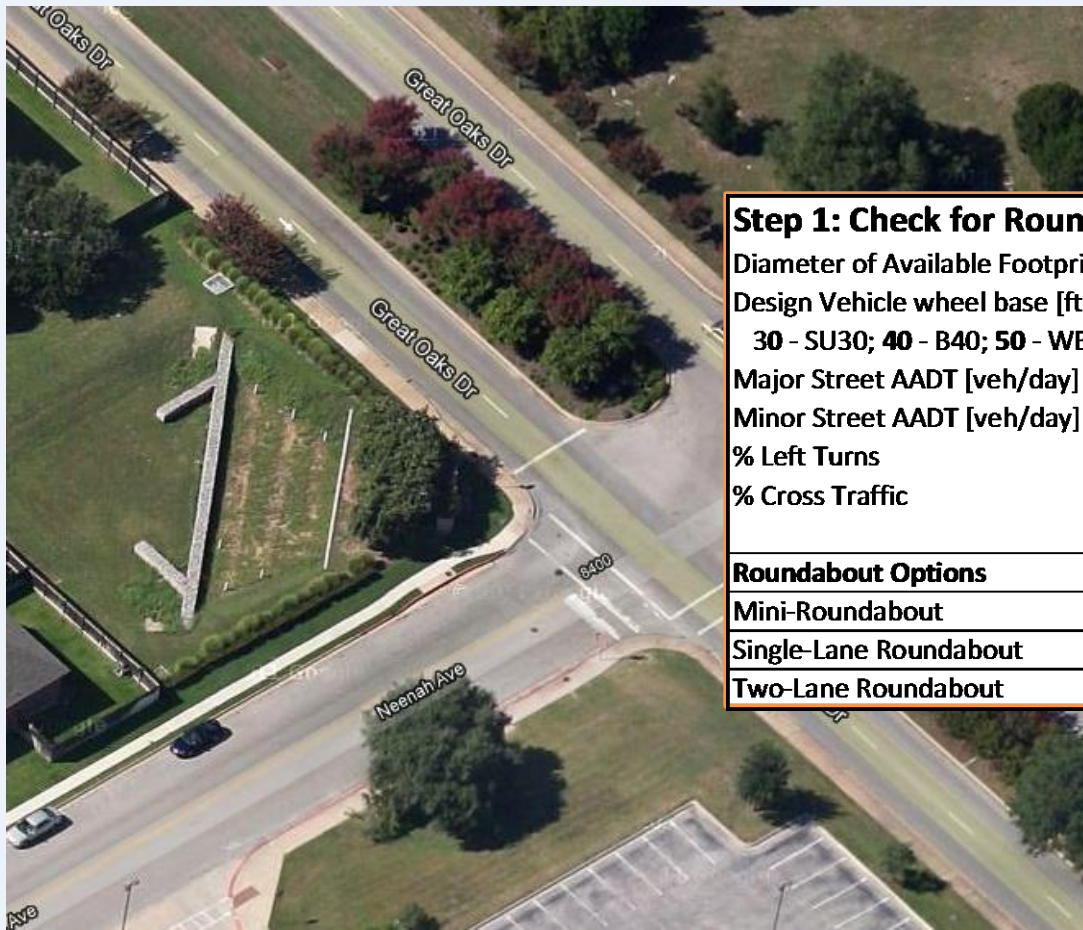 t Oaks Dr
Great Oaks Dr
Great Oaks Dr
8400
Neenah Ave
Dr
Ave
Step 1: Check for Roun
Diameter of Available Footpri
Design Vehicle wheel base [ft
30 - SU30; 40 - B40; 50 - WE
Major Street AADT [veh/day]
Minor Street AADT [veh/day]
% Left Turns
% Cross Traffic
Roundabout Options
Mini-Roundabout
Single-Lane Roundabout
Two-Lane Roundabout